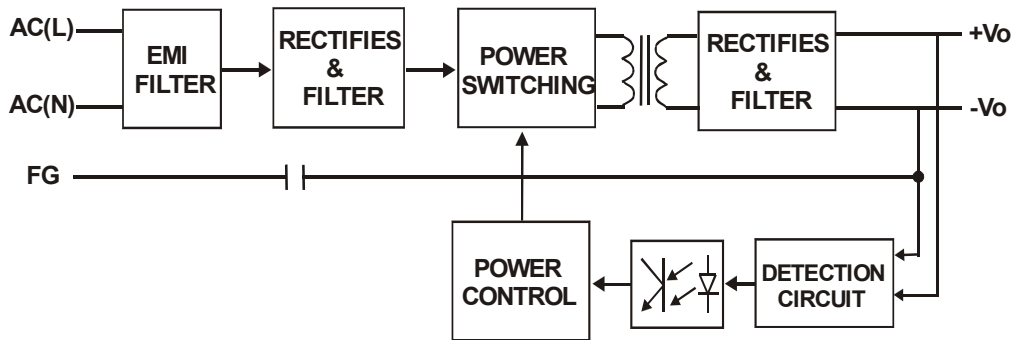 AC(L)
AC(N)
EMI
FILTER
RECTIFIES
&
FILTER
POWER
SWITCHING
RECTIFIES
&
FILTER
+Vo
-Vo
FG
POWER
CONTROL
DETECTION
CIRCUIT